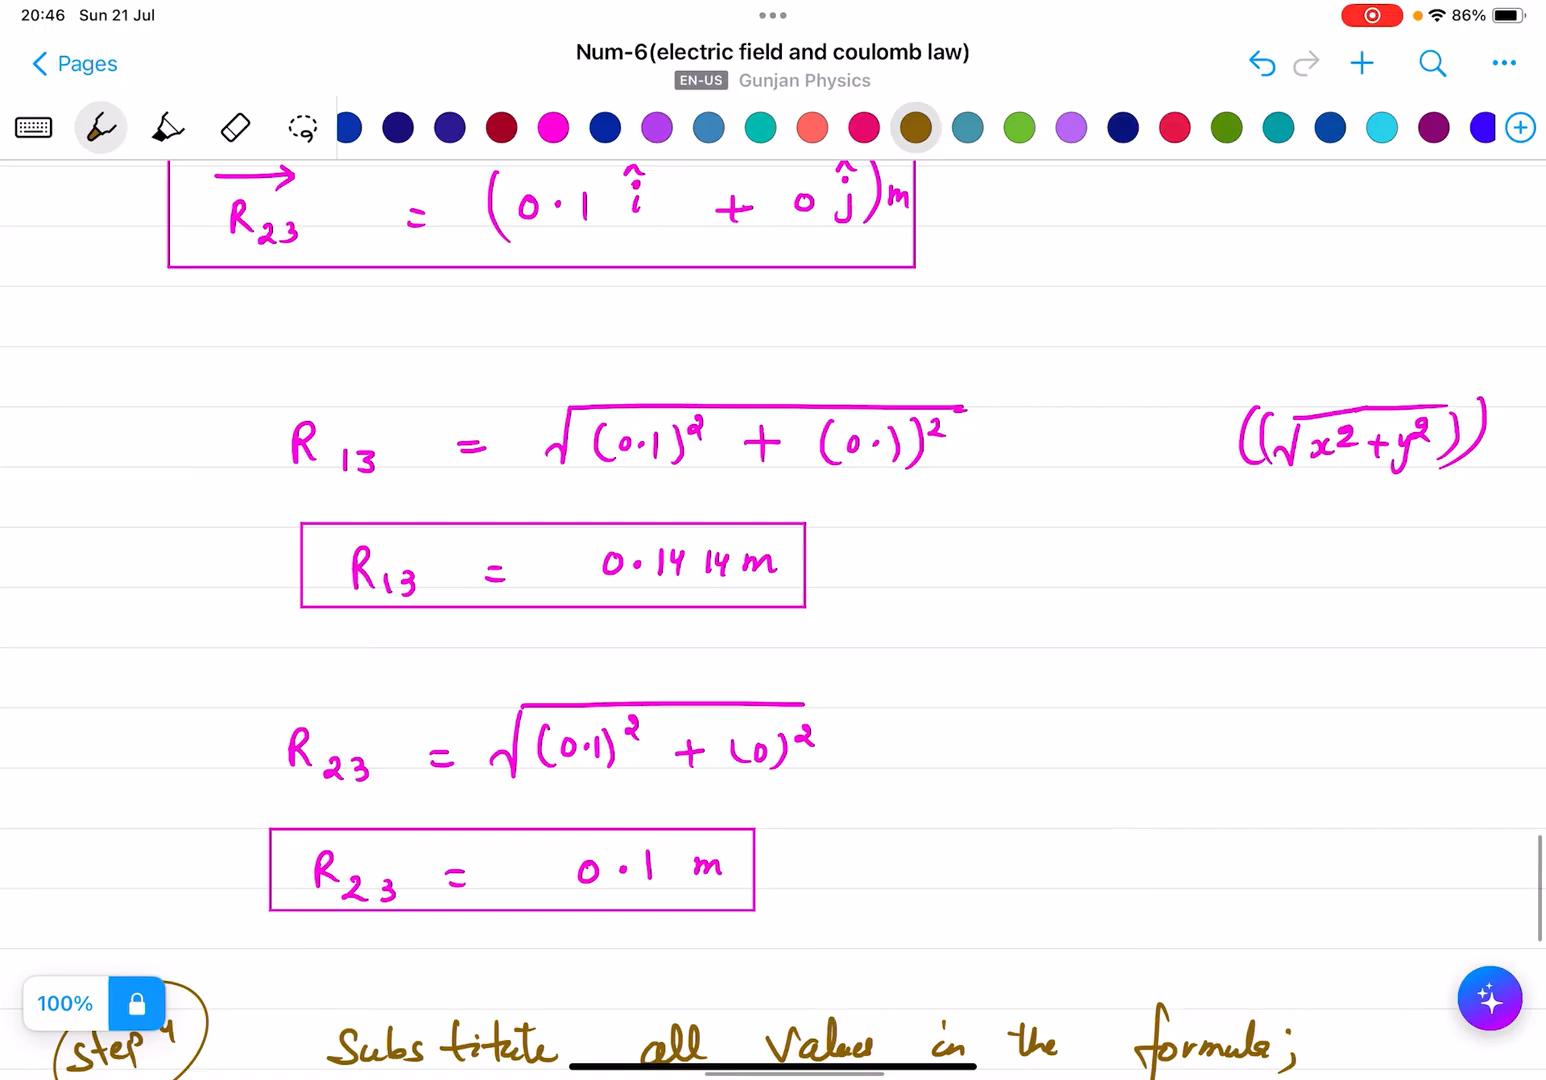 20:46 Sun 21 Jul
86%
Pages
Num-6(electric field and coulomb law)
EN-US Gunjan Physics
R₂₃ = (0.1 î + 0 ĵ) m
R₁₃ = √(0.1)² + (0.1)² ((√x²+y²))
R₁₃ = 0.1414 m
R₂₃ = √(0.1)² + (0)²
R₂₃ = 0.1 m
100%
(step 4) Substitute all values in the formula;